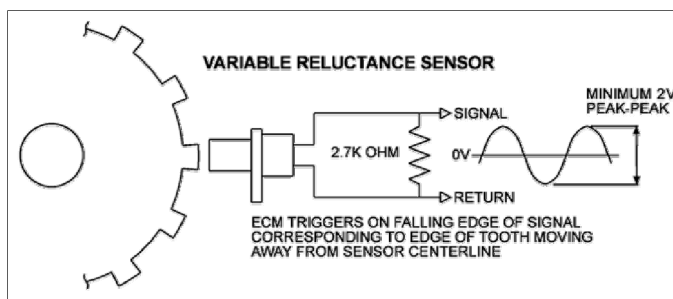 VARIABLE RELUCTANCE SENSOR
MINIMUM 2V
PEAK-PEAK
SIGNAL
2.7K OHM
0V
RETURN
ECM TRIGGERS ON FALLING EDGE OF SIGNAL
CORRESPONDING TO EDGE OF TOOTH MOVING
AWAY FROM SENSOR CENTERLINE